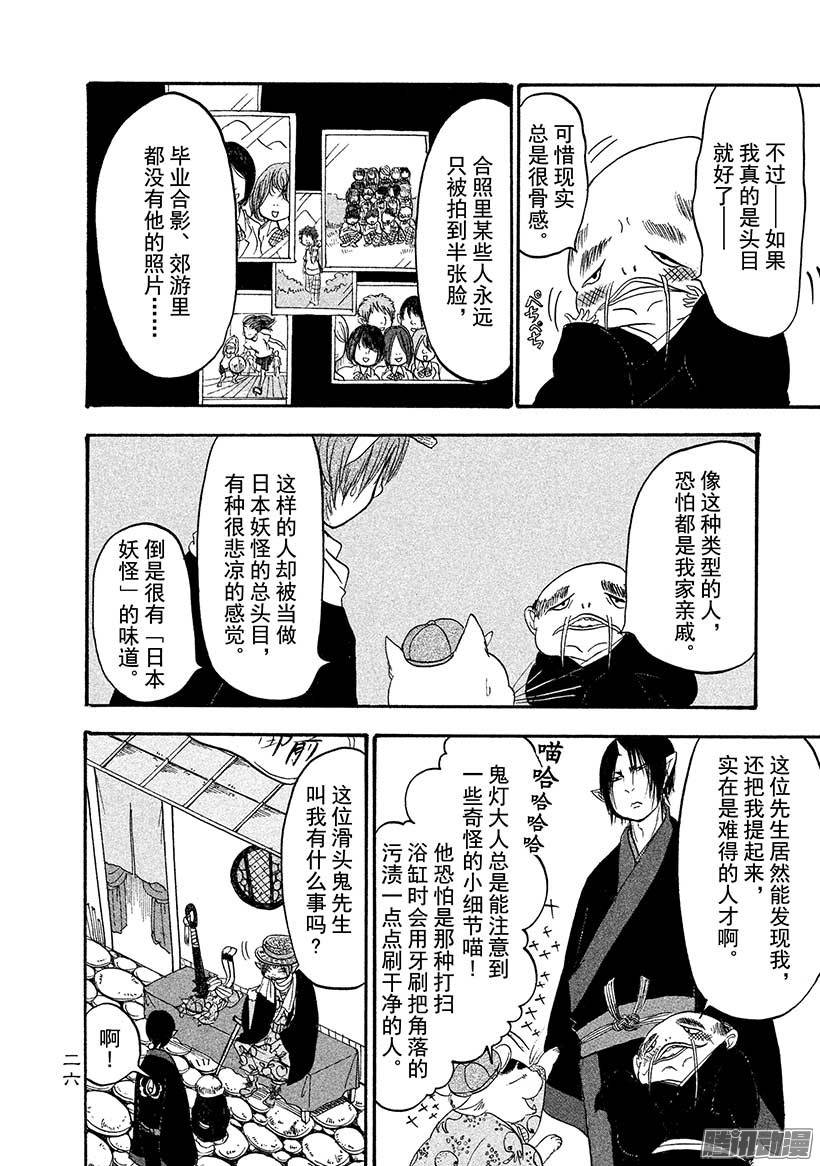 不过——如果
我真的是头目
就好了——
可惜现实
总是很骨感。
ぺちぺち
合照里某些人永远
只被拍到半张脸，
毕业合影、郊游里
都没有他的照片……
像这种类型的人，
恐怕都是我家亲戚。
这样的人却被当做
日本妖怪的总头目，
有种很悲凉的感觉。
倒是很有「日本
妖怪」的味道。
这位先生居然能发现我，
还把我提起来，
实在是难得的人才啊。
喵哈哈哈哈
鬼灯大人总是能注意到
一些奇怪的小细节喵！
他恐怕是那种打扫
浴缸时会用牙刷把角落的
污渍一点点刷干净的人。
御前
这位滑头鬼先生
叫我有什么事吗？
啊！
二六
腾讯动漫